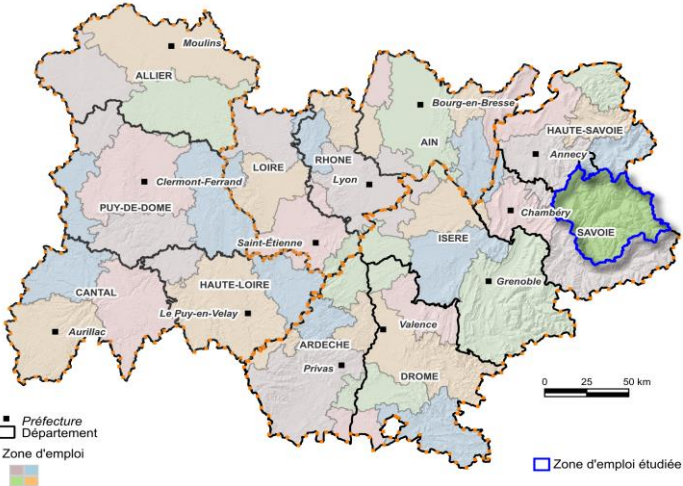 Moulins
ALLIER
Bourg-en-Bresse
AIN
HAUTE-SAVOIE
Annecy
LOIRE
RHONE
Lyon
Clermont-Ferrand
PUY-DE-DOME
Chambéry
SAVOIE
Saint-Étienne
ISERE
Grenoble
CANTAL
HAUTE-LOIRE
Le Puy-en-Velay
Aurillac
Valence
ARDECHE
Privas
DROME
0 25 50 km
Préfecture
Département
Zone d'emploi
Zone d'emploi étudiée